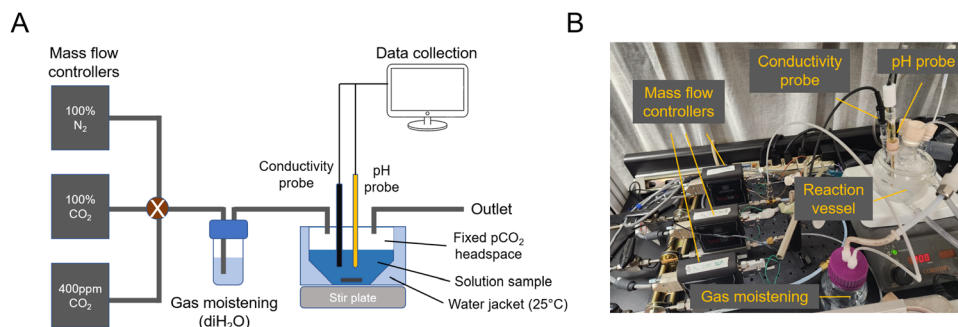 A
Mass flow
controllers
100%
N₂
100%
CO₂
400ppm
CO₂
X
Gas moistening
(diH₂O)
Conductivity
probe
pH
probe
Data collection
Outlet
Fixed pCO₂
headspace
Solution sample
Water jacket (25°C)
Stir plate
B
Conductivity
probe
pH probe
Mass flow
controllers
Reaction
vessel
Gas moistening